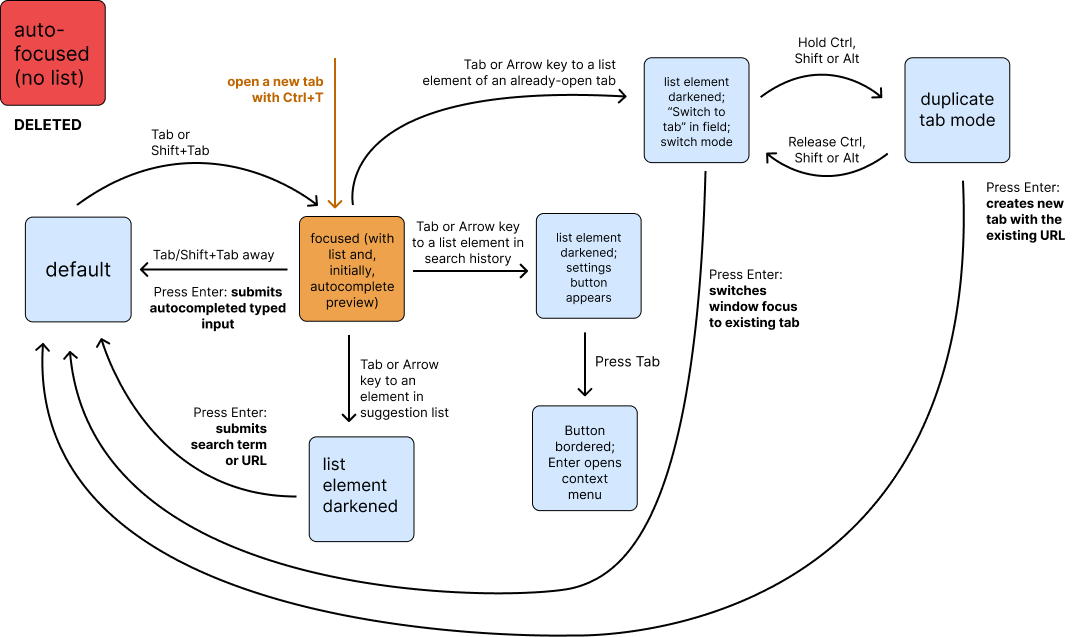 auto-
focused
(no list)
DELETED
open a new tab
with Ctrl+T
Tab or Arrow key to a list
element of an already-open tab
list element
darkened;
“Switch to
tab” in field;
switch mode
Hold Ctrl,
Shift or Alt
Release Ctrl,
Shift or Alt
duplicate
tab mode
Press Enter:
creates new
tab with the
existing URL
Tab or
Shift+Tab
default
Tab/Shift+Tab away
Press Enter: submits
autocompleted typed
input
focused (with
list and,
initially,
autocomplete
preview)
Tab or Arrow key
to a list element in
search history
list element
darkened;
settings
button
appears
Press Enter:
switches
window focus
to existing tab
Press Tab
Tab or Arrow
key to an
element in
suggestion list
Press Enter:
submits
search term
or URL
list
element
darkened
Button
bordered;
Enter opens
context
menu